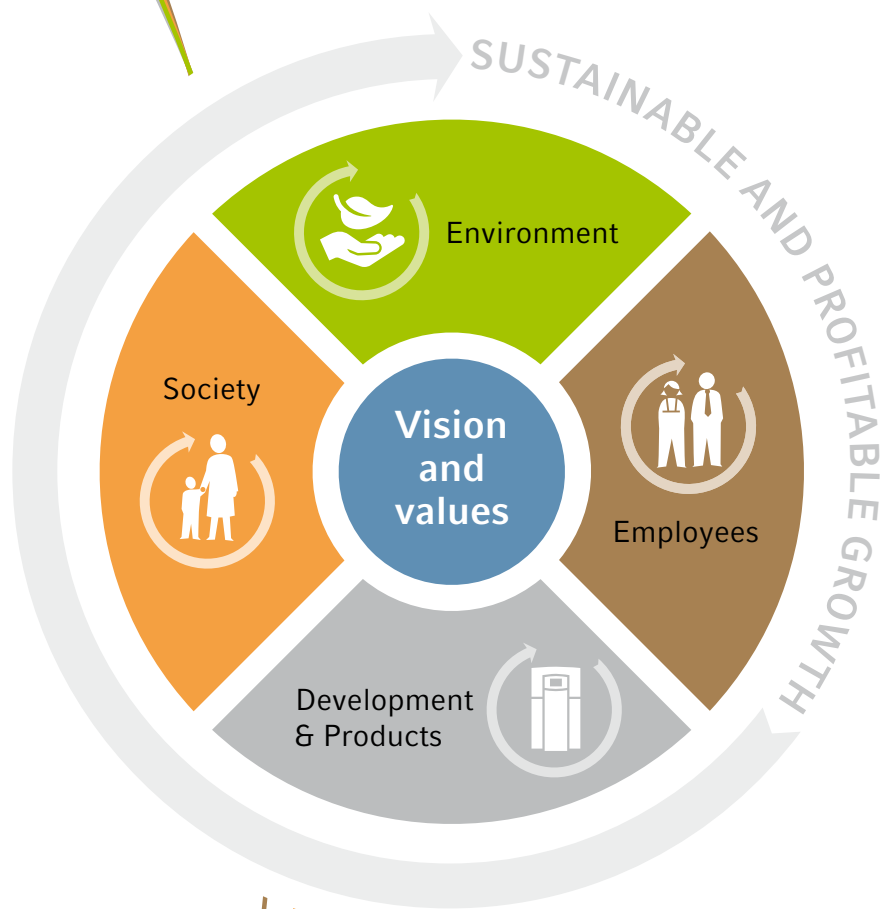 SUSTAINABLE AND PROFITABLE GROWTH
Environment
Society
Vision
and
values
Employees
Development
& Products